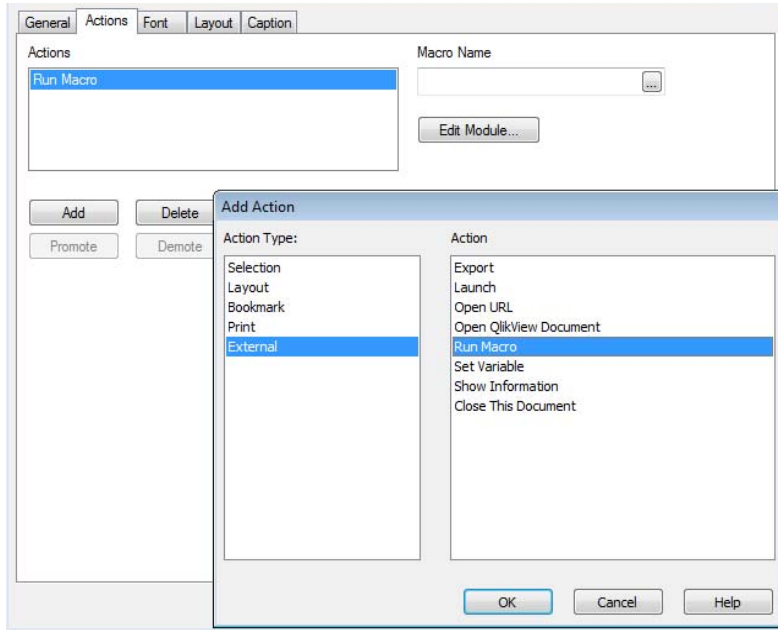 General Actions Font Layout Caption
Actions
Macro Name
Run Macro
...
Edit Module...
Add Delete
Promote Demote
Add Action
Action Type:
Action
Selection
Layout
Bookmark
Print
External
Export
Launch
Open URL
Open QlikView Document
Run Macro
Set Variable
Show Information
Close This Document
OK Cancel Help